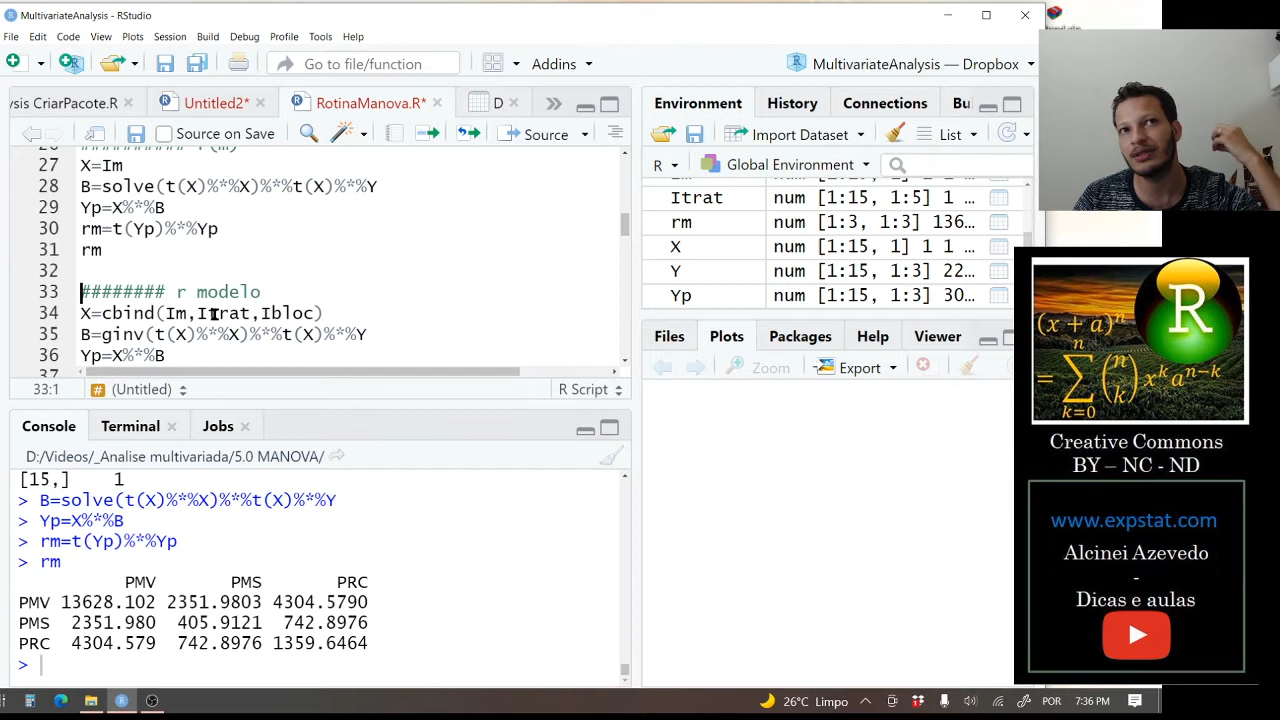 MultivariateAnalysis - RStudio
File Edit Code View Plots Session Build Debug Profile Tools Help
Go to file/function
Addins
MultivariateAnalysis — Dropbox
ysis CriarPacote.R
Untitled2*
RotinaManova.R*
D
Source on Save
Source
27 X=Im
28 B=solve(t(X)%*%X)%*%t(X)%*%Y
29 Yp=X%*%B
30 rm=t(Yp)%*%Yp
31 rm
32
33 ######## r modelo
34 X=cbind(Im,Itrat,Ibloc)
35 B=ginv(t(X)%*%X)%*%t(X)%*%Y
36 Yp=X%*%B
33:1
# (Untitled)
R Script
Console Terminal Jobs
D:/Videos/_Analise multivariada/5.0 MANOVA/
[15,] 1
> B=solve(t(X)%*%X)%*%t(X)%*%Y
> Yp=X%*%B
> rm=t(Yp)%*%Yp
> rm
PMV PMS PRC
PMV 13628.102 2351.9803 4304.5790
PMS 2351.980 405.9121 742.8976
PRC 4304.579 742.8976 1359.6464
>
Environment History Connections Bu
Import Dataset
List
R
Global Environment
Itrat num [1:15, 1:5] 1 …
rm num [1:3, 1:3] 136…
X num [1:15, 1] 1 1 …
Y num [1:15, 1:3] 22…
Yp num [1:15, 1:3] 30…
Files Plots Packages Help Viewer
Zoom
Export
R
(x + a)^n
= ∑ k=0 n (n k) x^k a^{n−k}
Creative Commons
BY – NC - ND
www.expstat.com
Alcinei Azevedo
-
Dicas e aulas
26°C Limpo
POR
7:36 PM